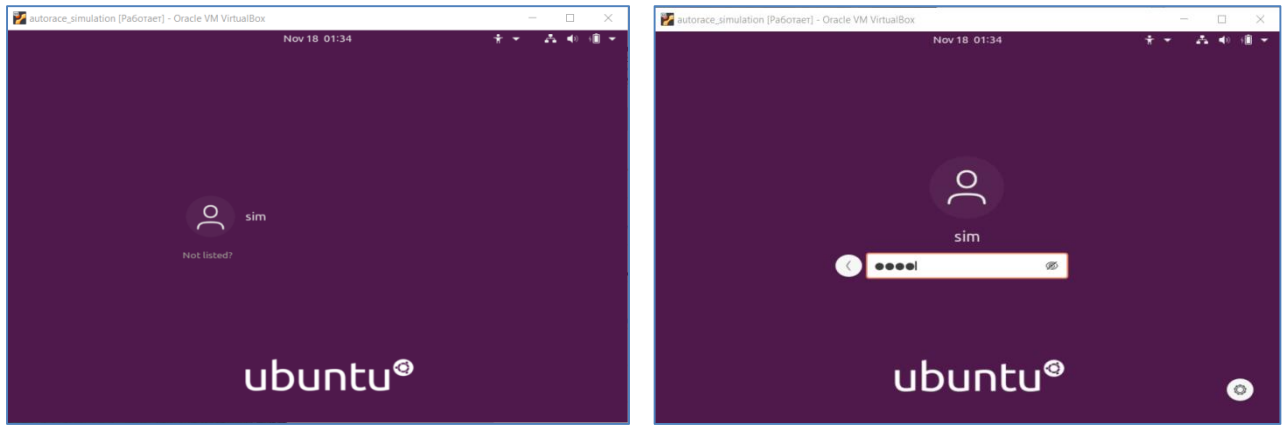 autorace_simulation [Работает] - Oracle VM VirtualBox
Nov 18 01:34
sim
Not listed?
ubuntu
autorace_simulation [Работает] - Oracle VM VirtualBox
Nov 18 01:34
sim
ubuntu